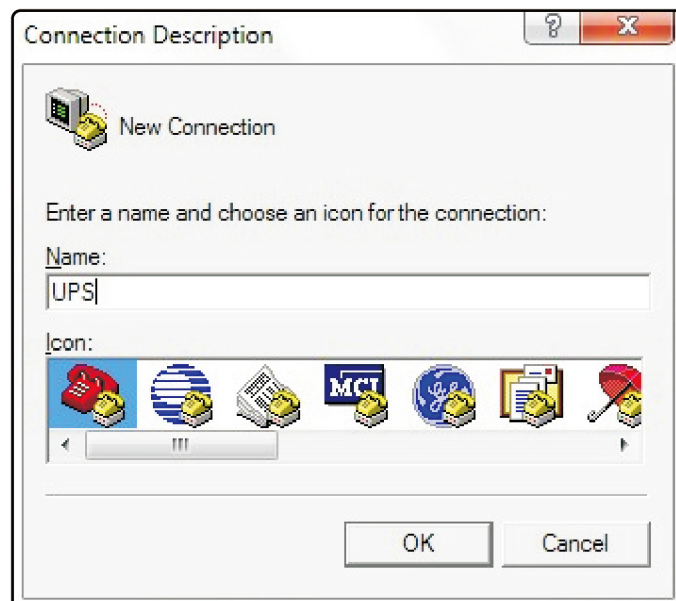 Connection Description
New Connection
Enter a name and choose an icon for the connection:
Name:
UPS
Icon:
MCI
OK
Cancel